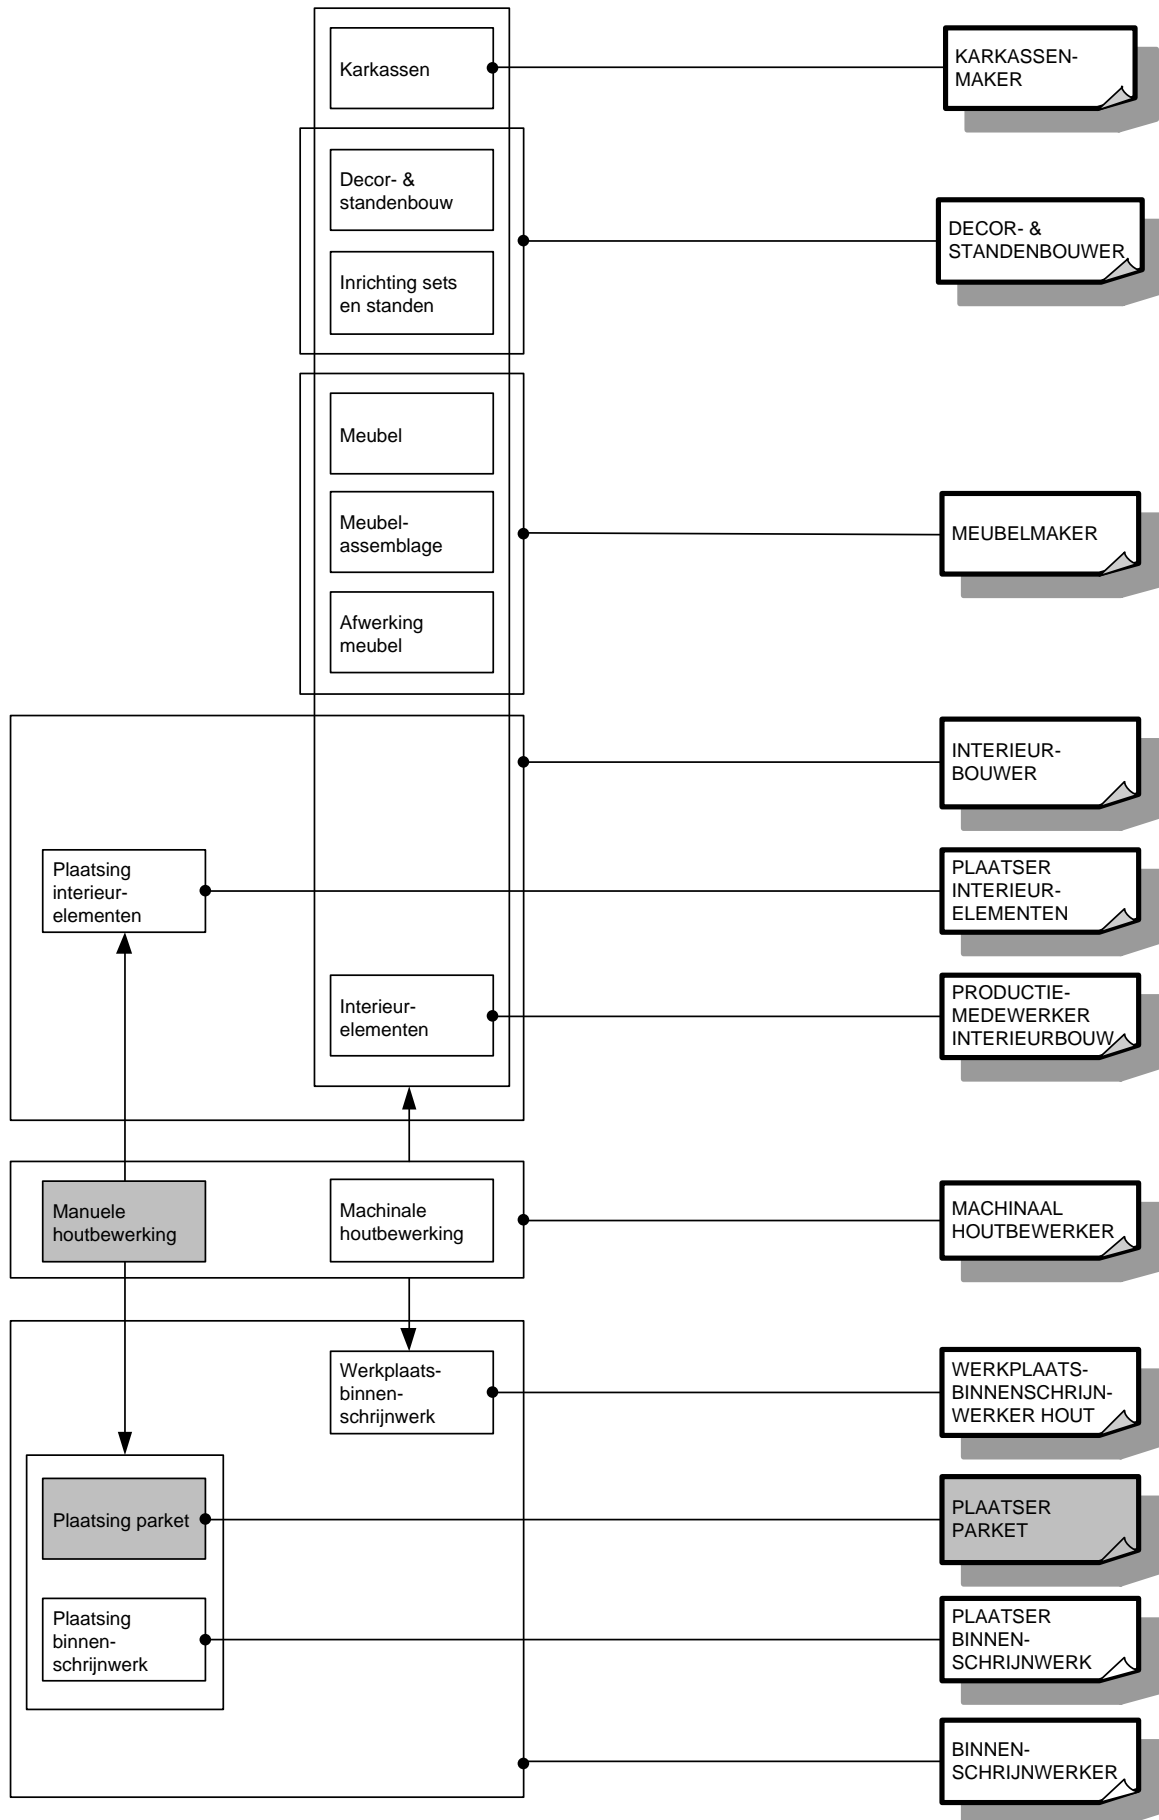 Karkassen
KARKASSEN-
MAKER
Decor- &
standenbouw
DECOR- &
STANDENBOUWER
Inrichting sets
en standen
Meubel
Meubel-
assemblage
MEUBELMAKER
Afwerking
meubel
INTERIEUR-
BOUWER
Plaatsing
interieur-
elementen
PLAATSER
INTERIEUR-
ELEMENTEN
Interieur-
elementen
PRODUCTIE-
MEDEWERKER
INTERIEURBOUW
Manuele
houtbewerking
Machinale
houtbewerking
MACHINAAL
HOUTBEWERKER
Werkplaats-
binnen-
schrijnwerk
WERKPLAATS-
BINNENSCHRIJN-
WERKER HOUT
Plaatsing parket
PLAATSER
PARKET
Plaatsing
binnen-
schrijnwerk
PLAATSER
BINNEN-
SCHRIJNWERK
BINNEN-
SCHRIJNWERKER